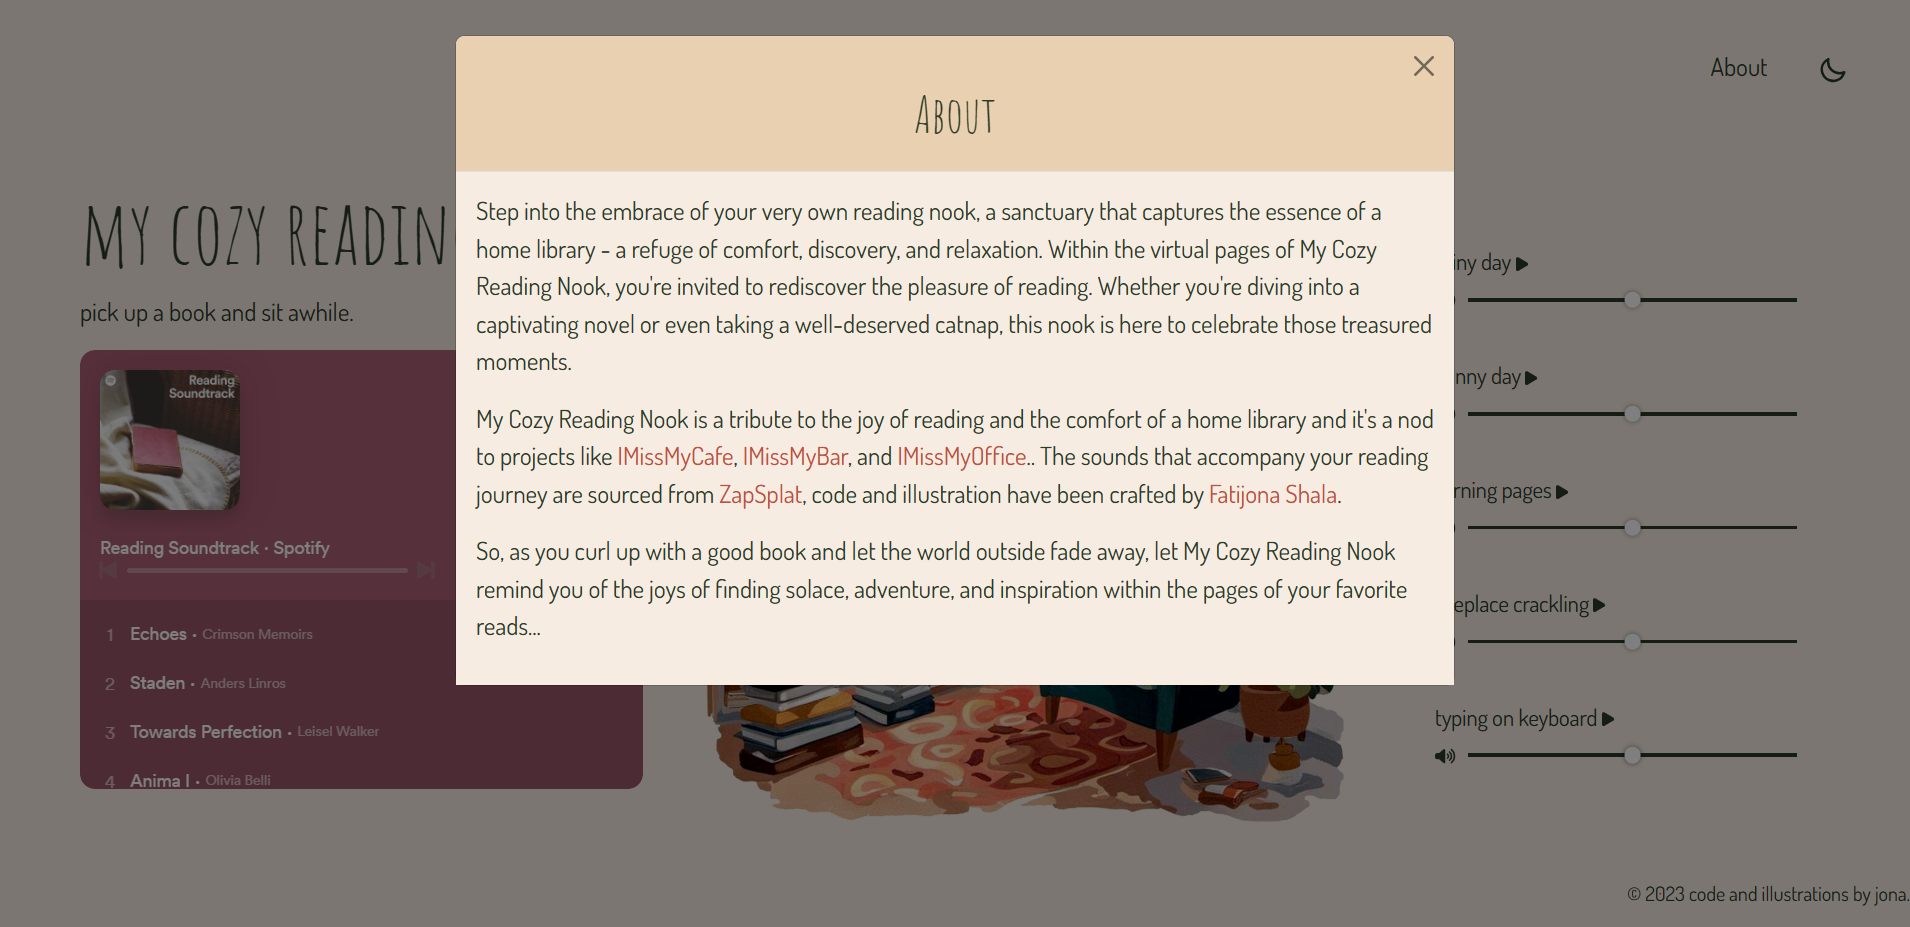 About
About
MY COZY READIN
pick up a book and sit awhile.
Reading
Soundtrack
Reading Soundtrack · Spotify
1 Echoes · Crimson Memoirs
2 Staden · Anders Linros
3 Towards Perfection · Leisel Walker
4 Anima I · Olivia Belli
Step into the embrace of your very own reading nook, a sanctuary that captures the essence of a
home library - a refuge of comfort, discovery, and relaxation. Within the virtual pages of My Cozy
Reading Nook, you're invited to rediscover the pleasure of reading. Whether you're diving into a
captivating novel or even taking a well-deserved catnap, this nook is here to celebrate those treasured
moments.
My Cozy Reading Nook is a tribute to the joy of reading and the comfort of a home library and it's a nod
to projects like IMissMyCafe, IMissMyBar, and IMissMyOffice.. The sounds that accompany your reading
journey are sourced from ZapSplat, code and illustration have been crafted by Fatijona Shala.
So, as you curl up with a good book and let the world outside fade away, let My Cozy Reading Nook
remind you of the joys of finding solace, adventure, and inspiration within the pages of your favorite
reads...
iny day
nny day
rning pages
eplace crackling
typing on keyboard
© 2023 code and illustrations by jona.